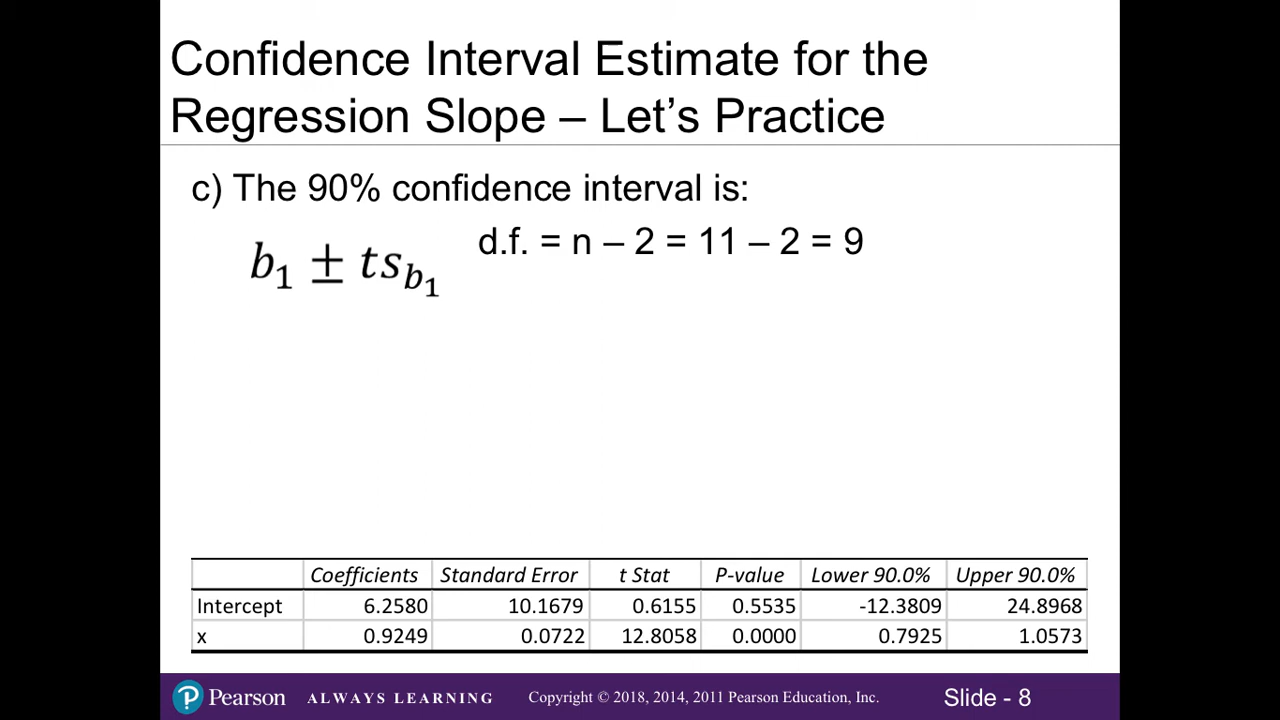 Confidence Interval Estimate for the
Regression Slope – Let's Practice
c) The 90% confidence interval is:
d.f. = n – 2 = 11 – 2 = 9
b₁ ± ts_b₁
Coefficients Standard Error t Stat P-value Lower 90.0% Upper 90.0%
Intercept 6.2580 10.1679 0.6155 0.5535 -12.3809 24.8968
x 0.9249 0.0722 12.8058 0.0000 0.7925 1.0573
P Pearson ALWAYS LEARNING Copyright © 2018, 2014, 2011 Pearson Education, Inc. Slide - 8